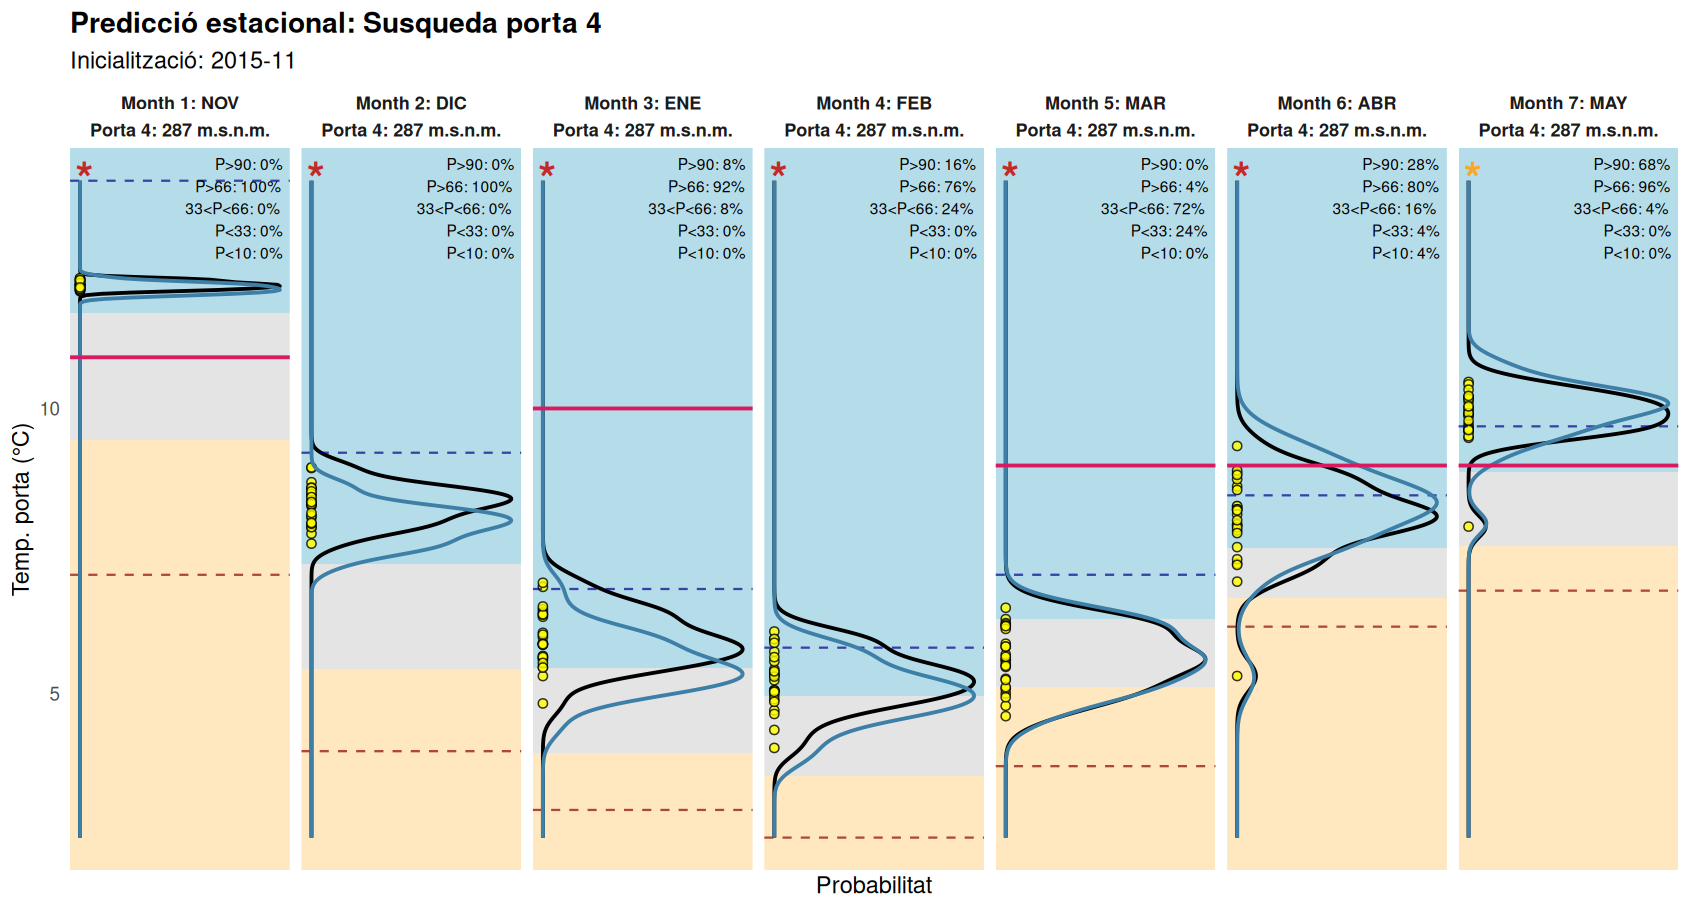 Predicció estacional: Susqueda porta 4
Inicialització: 2015-11
Month 1: NOV
Porta 4: 287 m.s.n.m.
Month 2: DIC
Porta 4: 287 m.s.n.m.
Month 3: ENE
Porta 4: 287 m.s.n.m.
Month 4: FEB
Porta 4: 287 m.s.n.m.
Month 5: MAR
Porta 4: 287 m.s.n.m.
Month 6: ABR
Porta 4: 287 m.s.n.m.
Month 7: MAY
Porta 4: 287 m.s.n.m.
*
P>90: 0%
P>66: 100%
33<P<66: 0%
P<33: 0%
P<10: 0%
*
P>90: 0%
P>66: 100%
33<P<66: 0%
P<33: 0%
P<10: 0%
*
P>90: 8%
P>66: 92%
33<P<66: 8%
P<33: 0%
P<10: 0%
*
P>90: 16%
P>66: 76%
33<P<66: 24%
P<33: 0%
P<10: 0%
*
P>90: 0%
P>66: 4%
33<P<66: 72%
P<33: 24%
P<10: 0%
*
P>90: 28%
P>66: 80%
33<P<66: 16%
P<33: 4%
P<10: 4%
*
P>90: 68%
P>66: 96%
33<P<66: 4%
P<33: 0%
P<10: 0%
Temp. porta (°C)
10
5
Probabilitat